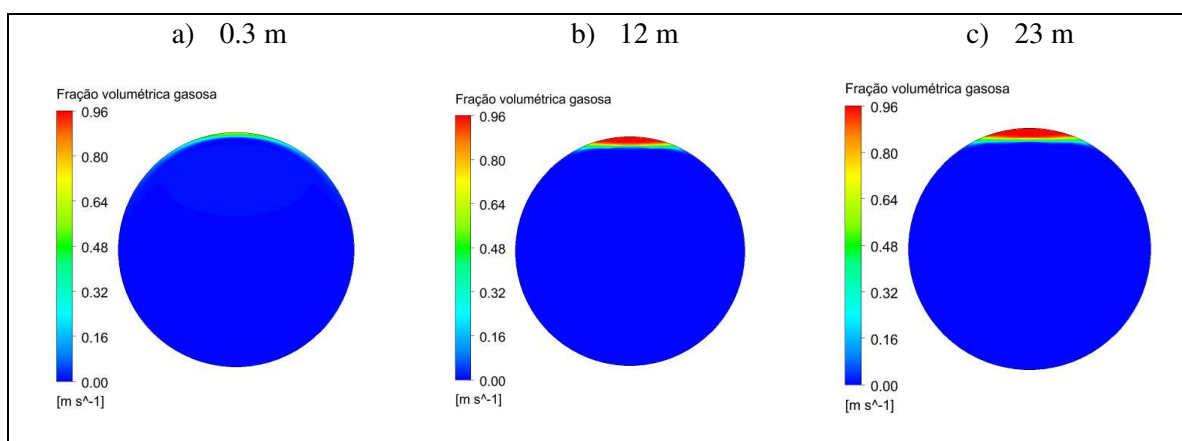 a) 0.3 m
b) 12 m
c) 23 m
Fração volumétrica gasosa
0.96
0.80
0.64
0.48
0.32
0.16
0.00
[m s^-1]
Fração volumétrica gasosa
0.96
0.80
0.64
0.48
0.32
0.16
0.00
[m s^-1]
Fração volumétrica gasosa
0.96
0.80
0.64
0.48
0.32
0.16
0.00
[m s^-1]